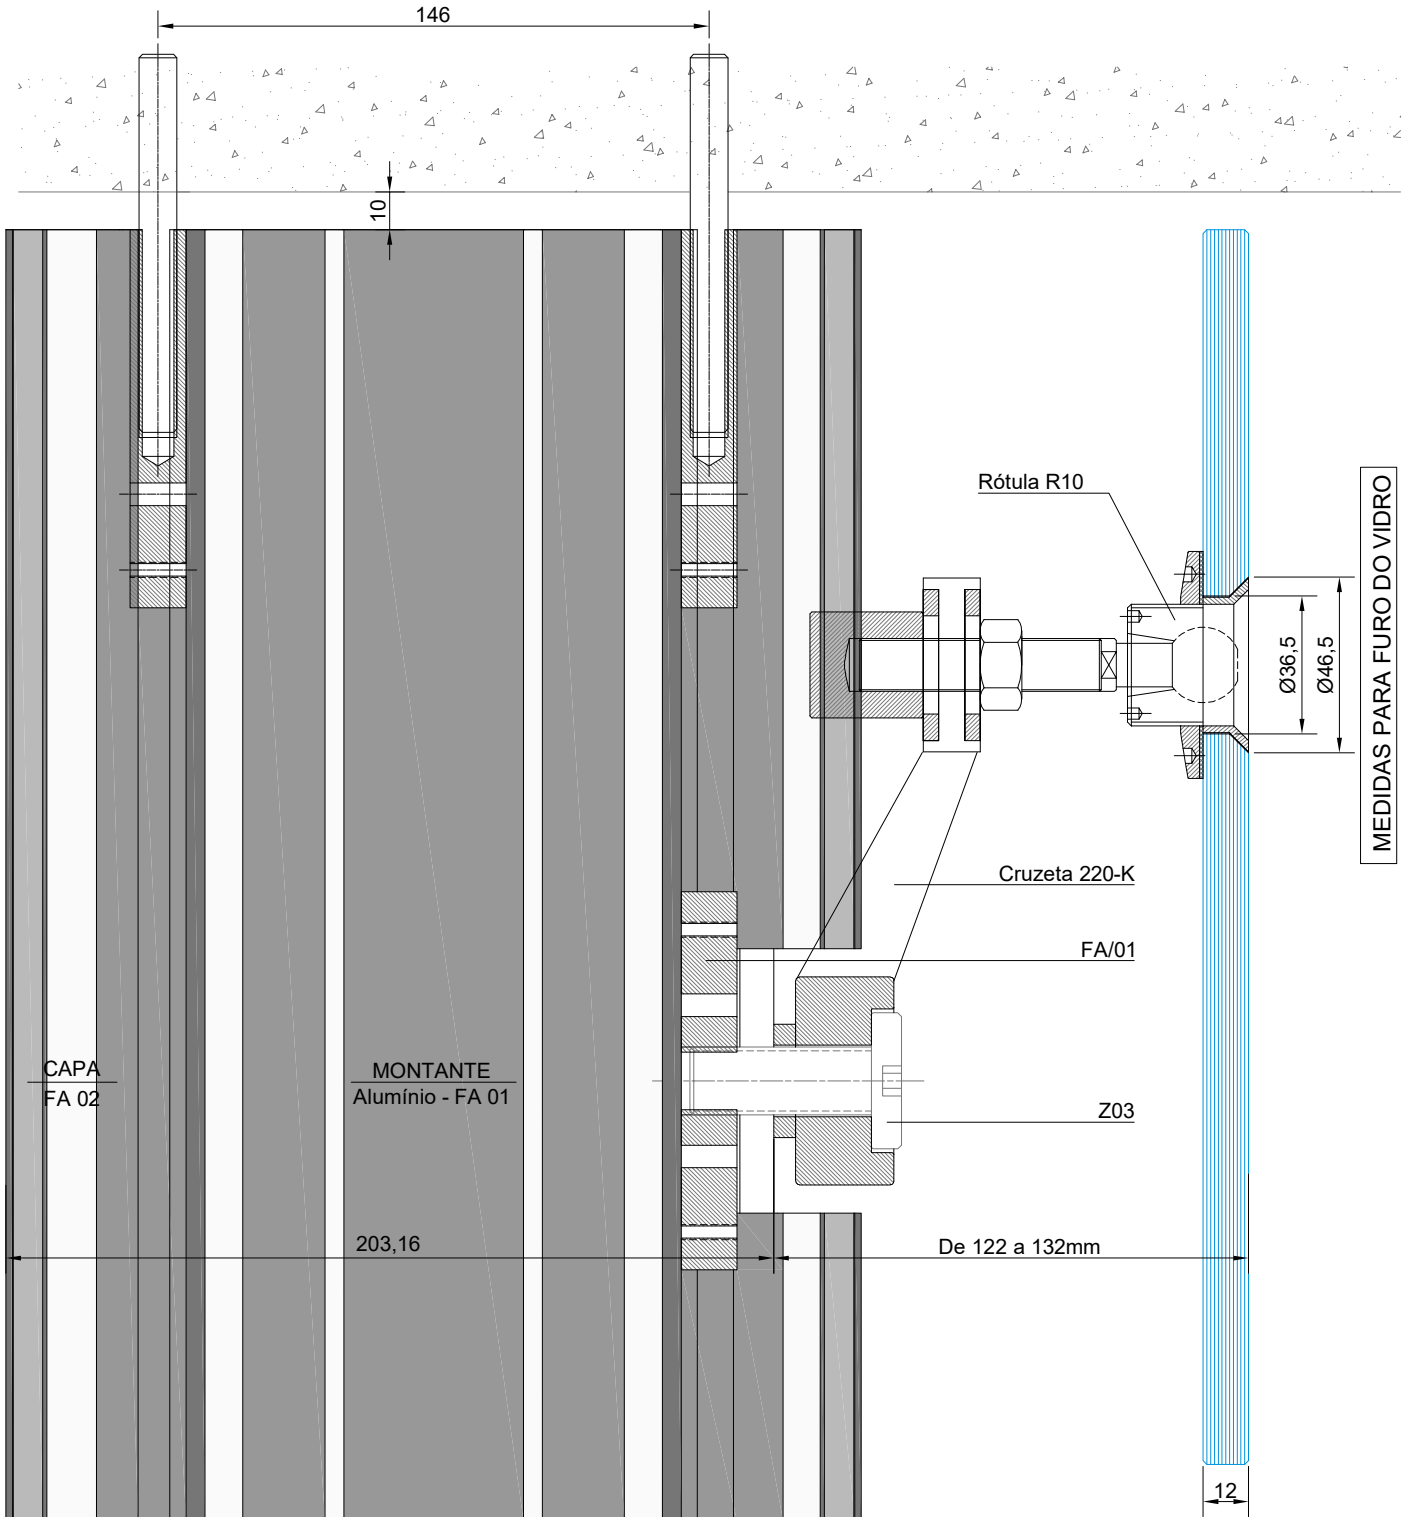 146
10
Rótula R10
MEDIDAS PARA FURO DO VIDRO
Ø36,5
Ø46,5
Cruzeta 220-K
FA/01
CAPA
FA 02
MONTANTE
Alumínio - FA 01
Z03
203,16
De 122 a 132mm
12